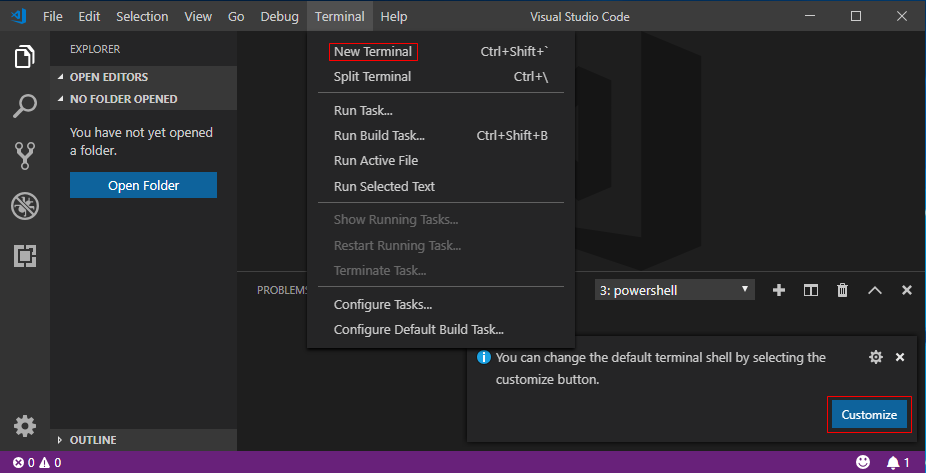 File Edit Selection View Go Debug Terminal Help Visual Studio Code
EXPLORER
OPEN EDITORS
NO FOLDER OPENED
You have not yet opened
a folder.
Open Folder
OUTLINE
New Terminal Ctrl+Shift+`
Split Terminal Ctrl+\
Run Task...
Run Build Task... Ctrl+Shift+B
Run Active File
Run Selected Text
Show Running Tasks...
Restart Running Task...
Terminate Task...
Configure Tasks...
Configure Default Build Task...
PROBLEMS 3: powershell
You can change the default terminal shell by selecting the
customize button.
Customize
0 0 1